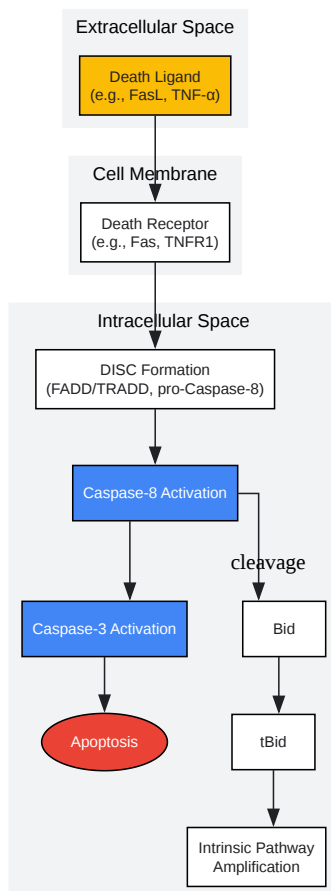 Extracellular Space
Death Ligand
(e.g., FasL, TNF-α)
Cell Membrane
Death Receptor
(e.g., Fas, TNFR1)
Intracellular Space
DISC Formation
(FADD/TRADD, pro-Caspase-8)
Caspase-8 Activation
cleavage
Caspase-3 Activation
Bid
Apoptosis
tBid
Intrinsic Pathway
Amplification